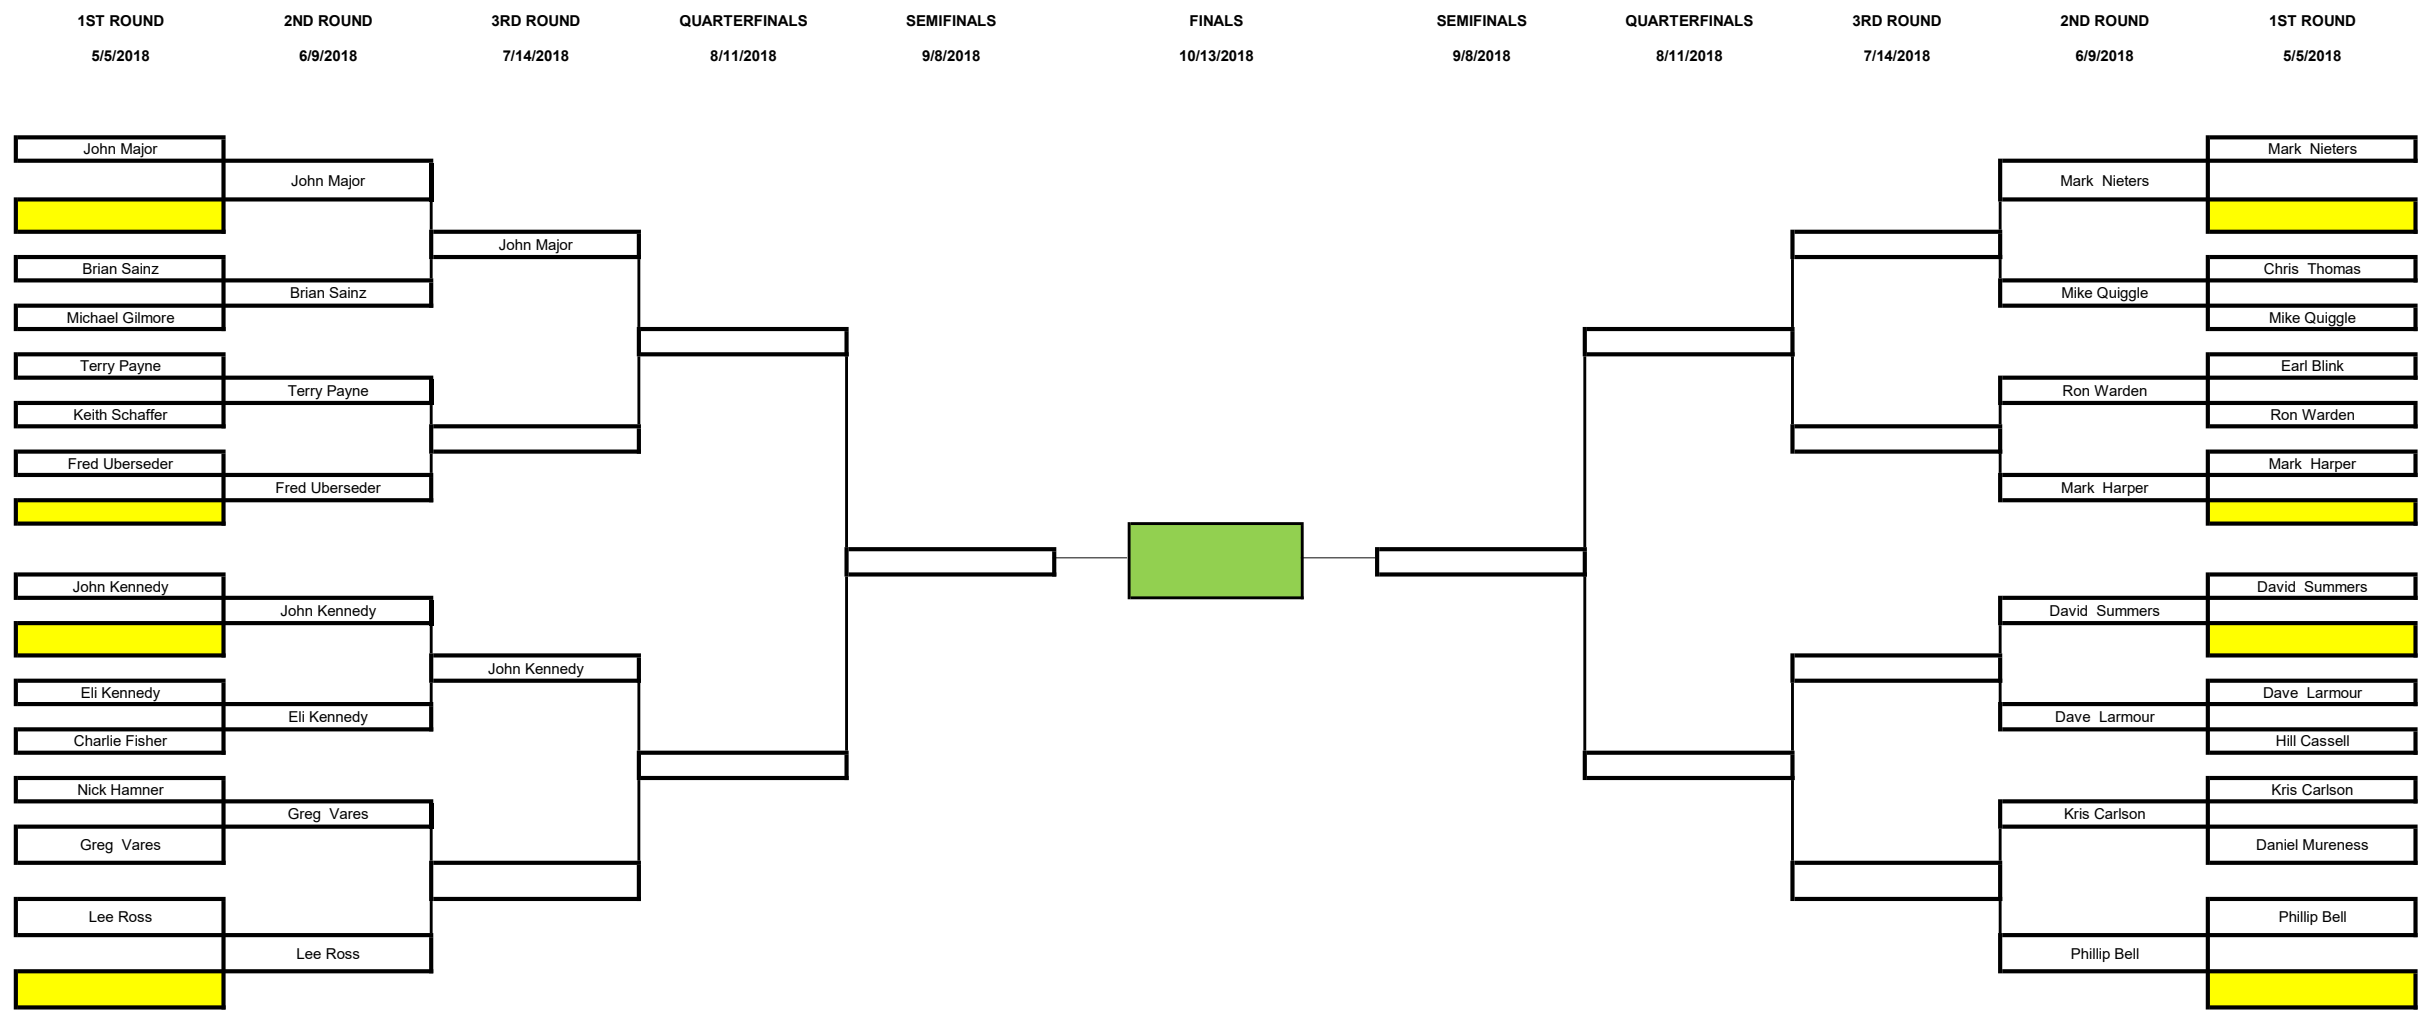 1ST ROUND 2ND ROUND 3RD ROUND QUARTERFINALS SEMIFINALS FINALS SEMIFINALS QUARTERFINALS 3RD ROUND 2ND ROUND 1ST ROUND
5/5/2018 6/9/2018 7/14/2018 8/11/2018 9/8/2018 10/13/2018 9/8/2018 8/11/2018 7/14/2018 6/9/2018 5/5/2018
John Major Mark Nieters
John Major Mark Nieters
John Major
Brian Sainz Chris Thomas
Brian Sainz Mike Quiggle
Michael Gilmore Mike Quiggle
Terry Payne Earl Blink
Terry Payne Ron Warden
Keith Schaffer Ron Warden
Fred Uberseder Mark Harper
Fred Uberseder Mark Harper
John Kennedy David Summers
John Kennedy David Summers
John Kennedy
Eli Kennedy Dave Larmour
Eli Kennedy Dave Larmour
Charlie Fisher Hill Cassell
Nick Hamner Kris Carlson
Greg Vares Kris Carlson
Greg Vares Daniel Mureness
Lee Ross Phillip Bell
Lee Ross Phillip Bell